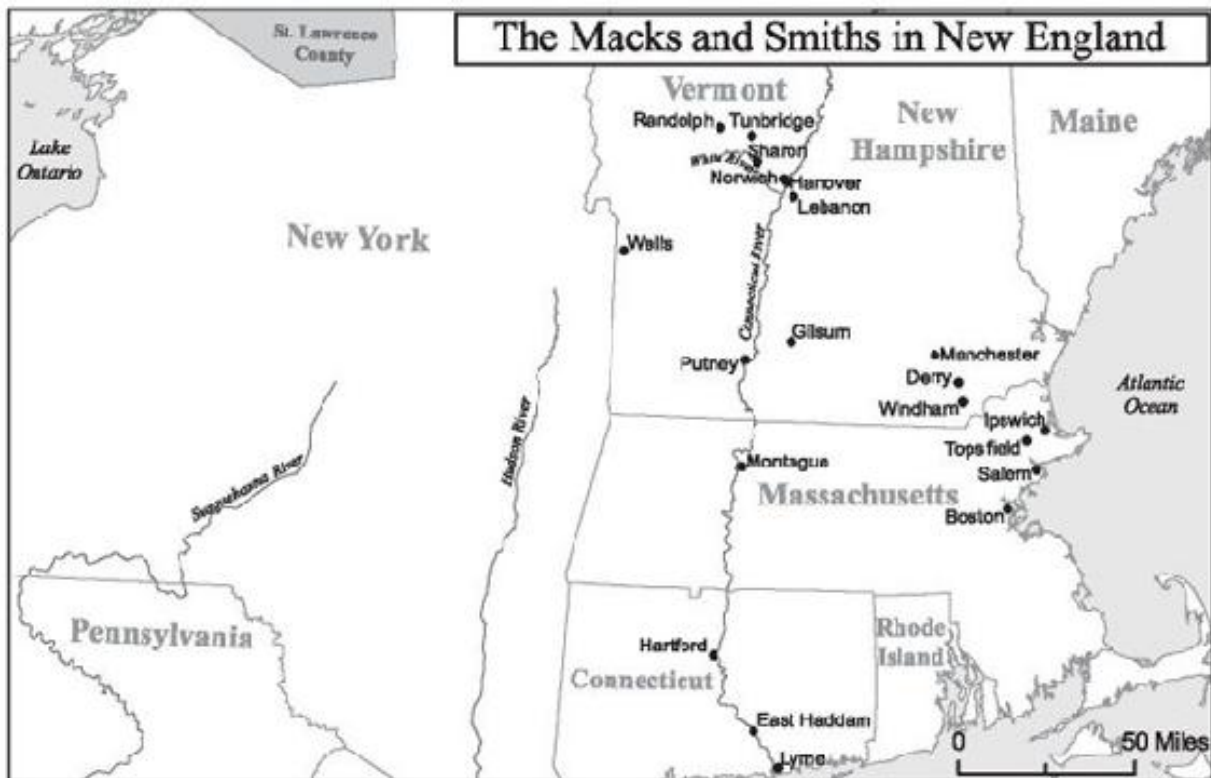 The Macks and Smiths in New England
St. Lawrence
County
Lake
Ontario
Vermont
New
Hampshire
Maine
Randolph
Tunbridge
Sharon
White River
Norwich
Hanover
Lebanon
New York
Wells
Connecticut River
Gilsum
Putney
Manchester
Derry
Windham
Atlantic
Ocean
Ipswich
Topsfield
Salem
Boston
Hudson River
Susquehanna River
Montague
Massachusetts
Pennsylvania
Hartford
Connecticut
Rhode
Island
East Haddam
Lyme
0 50 Miles